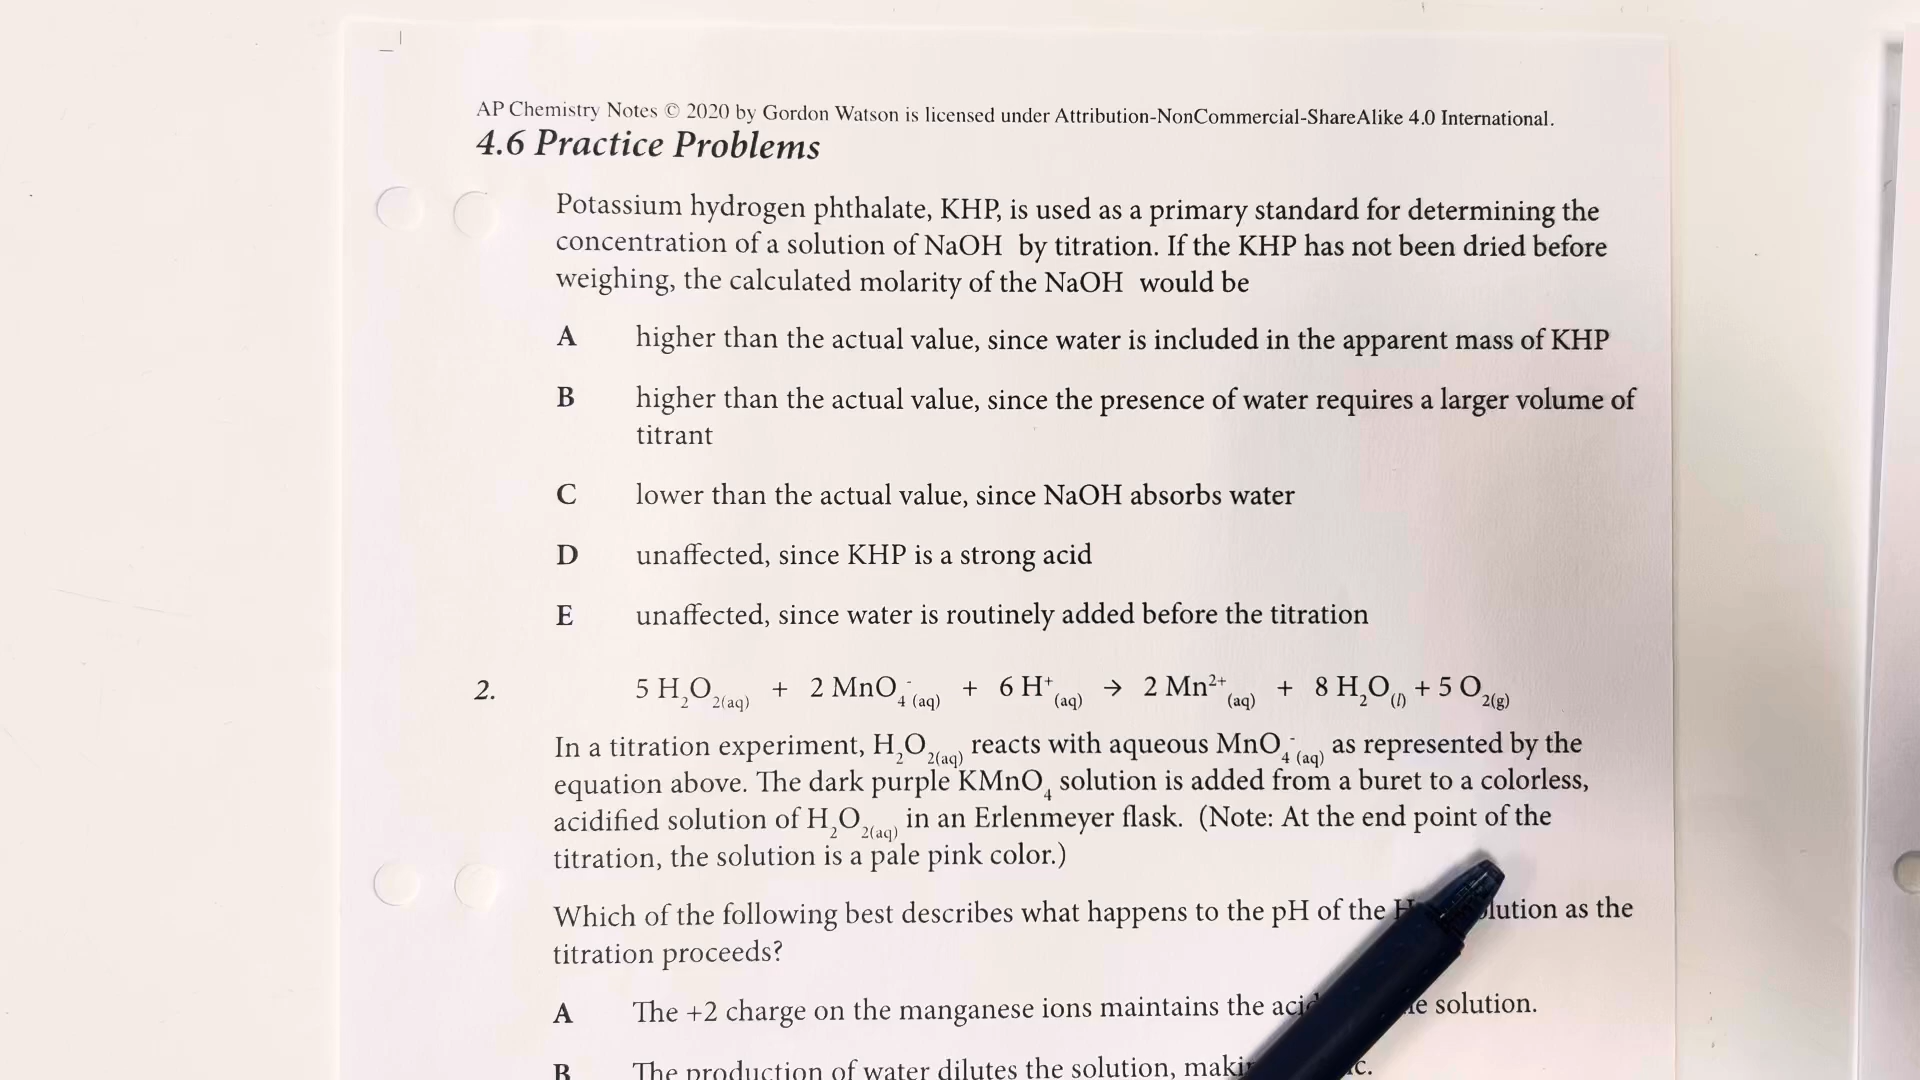 AP Chemistry Notes © 2020 by Gordon Watson is licensed under Attribution-NonCommercial-ShareAlike 4.0 International.
4.6 Practice Problems
Potassium hydrogen phthalate, KHP, is used as a primary standard for determining the
concentration of a solution of NaOH by titration. If the KHP has not been dried before
weighing, the calculated molarity of the NaOH would be
A higher than the actual value, since water is included in the apparent mass of KHP
B higher than the actual value, since the presence of water requires a larger volume of
titrant
C lower than the actual value, since NaOH absorbs water
D unaffected, since KHP is a strong acid
E unaffected, since water is routinely added before the titration
2. 5 H₂O₂(aq) + 2 MnO₄⁻(aq) + 6 H⁺(aq) → 2 Mn²⁺(aq) + 8 H₂O(l) + 5 O₂(g)
In a titration experiment, H₂O₂(aq) reacts with aqueous MnO₄⁻(aq) as represented by the
equation above. The dark purple KMnO₄ solution is added from a buret to a colorless,
acidified solution of H₂O₂(aq) in an Erlenmeyer flask. (Note: At the end point of the
titration, the solution is a pale pink color.)
Which of the following best describes what happens to the pH of the as the
titration proceeds?
A The +2 charge on the manganese ions maintains the solution.
B The production of water dilutes the solution,